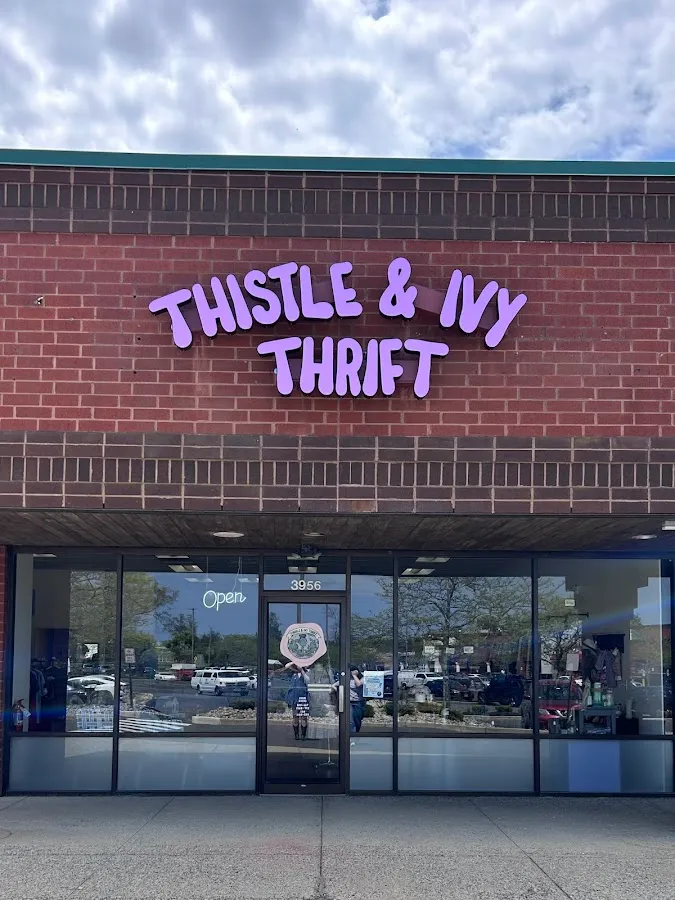 THISTLE & IVY
THRIFT
3956
Open